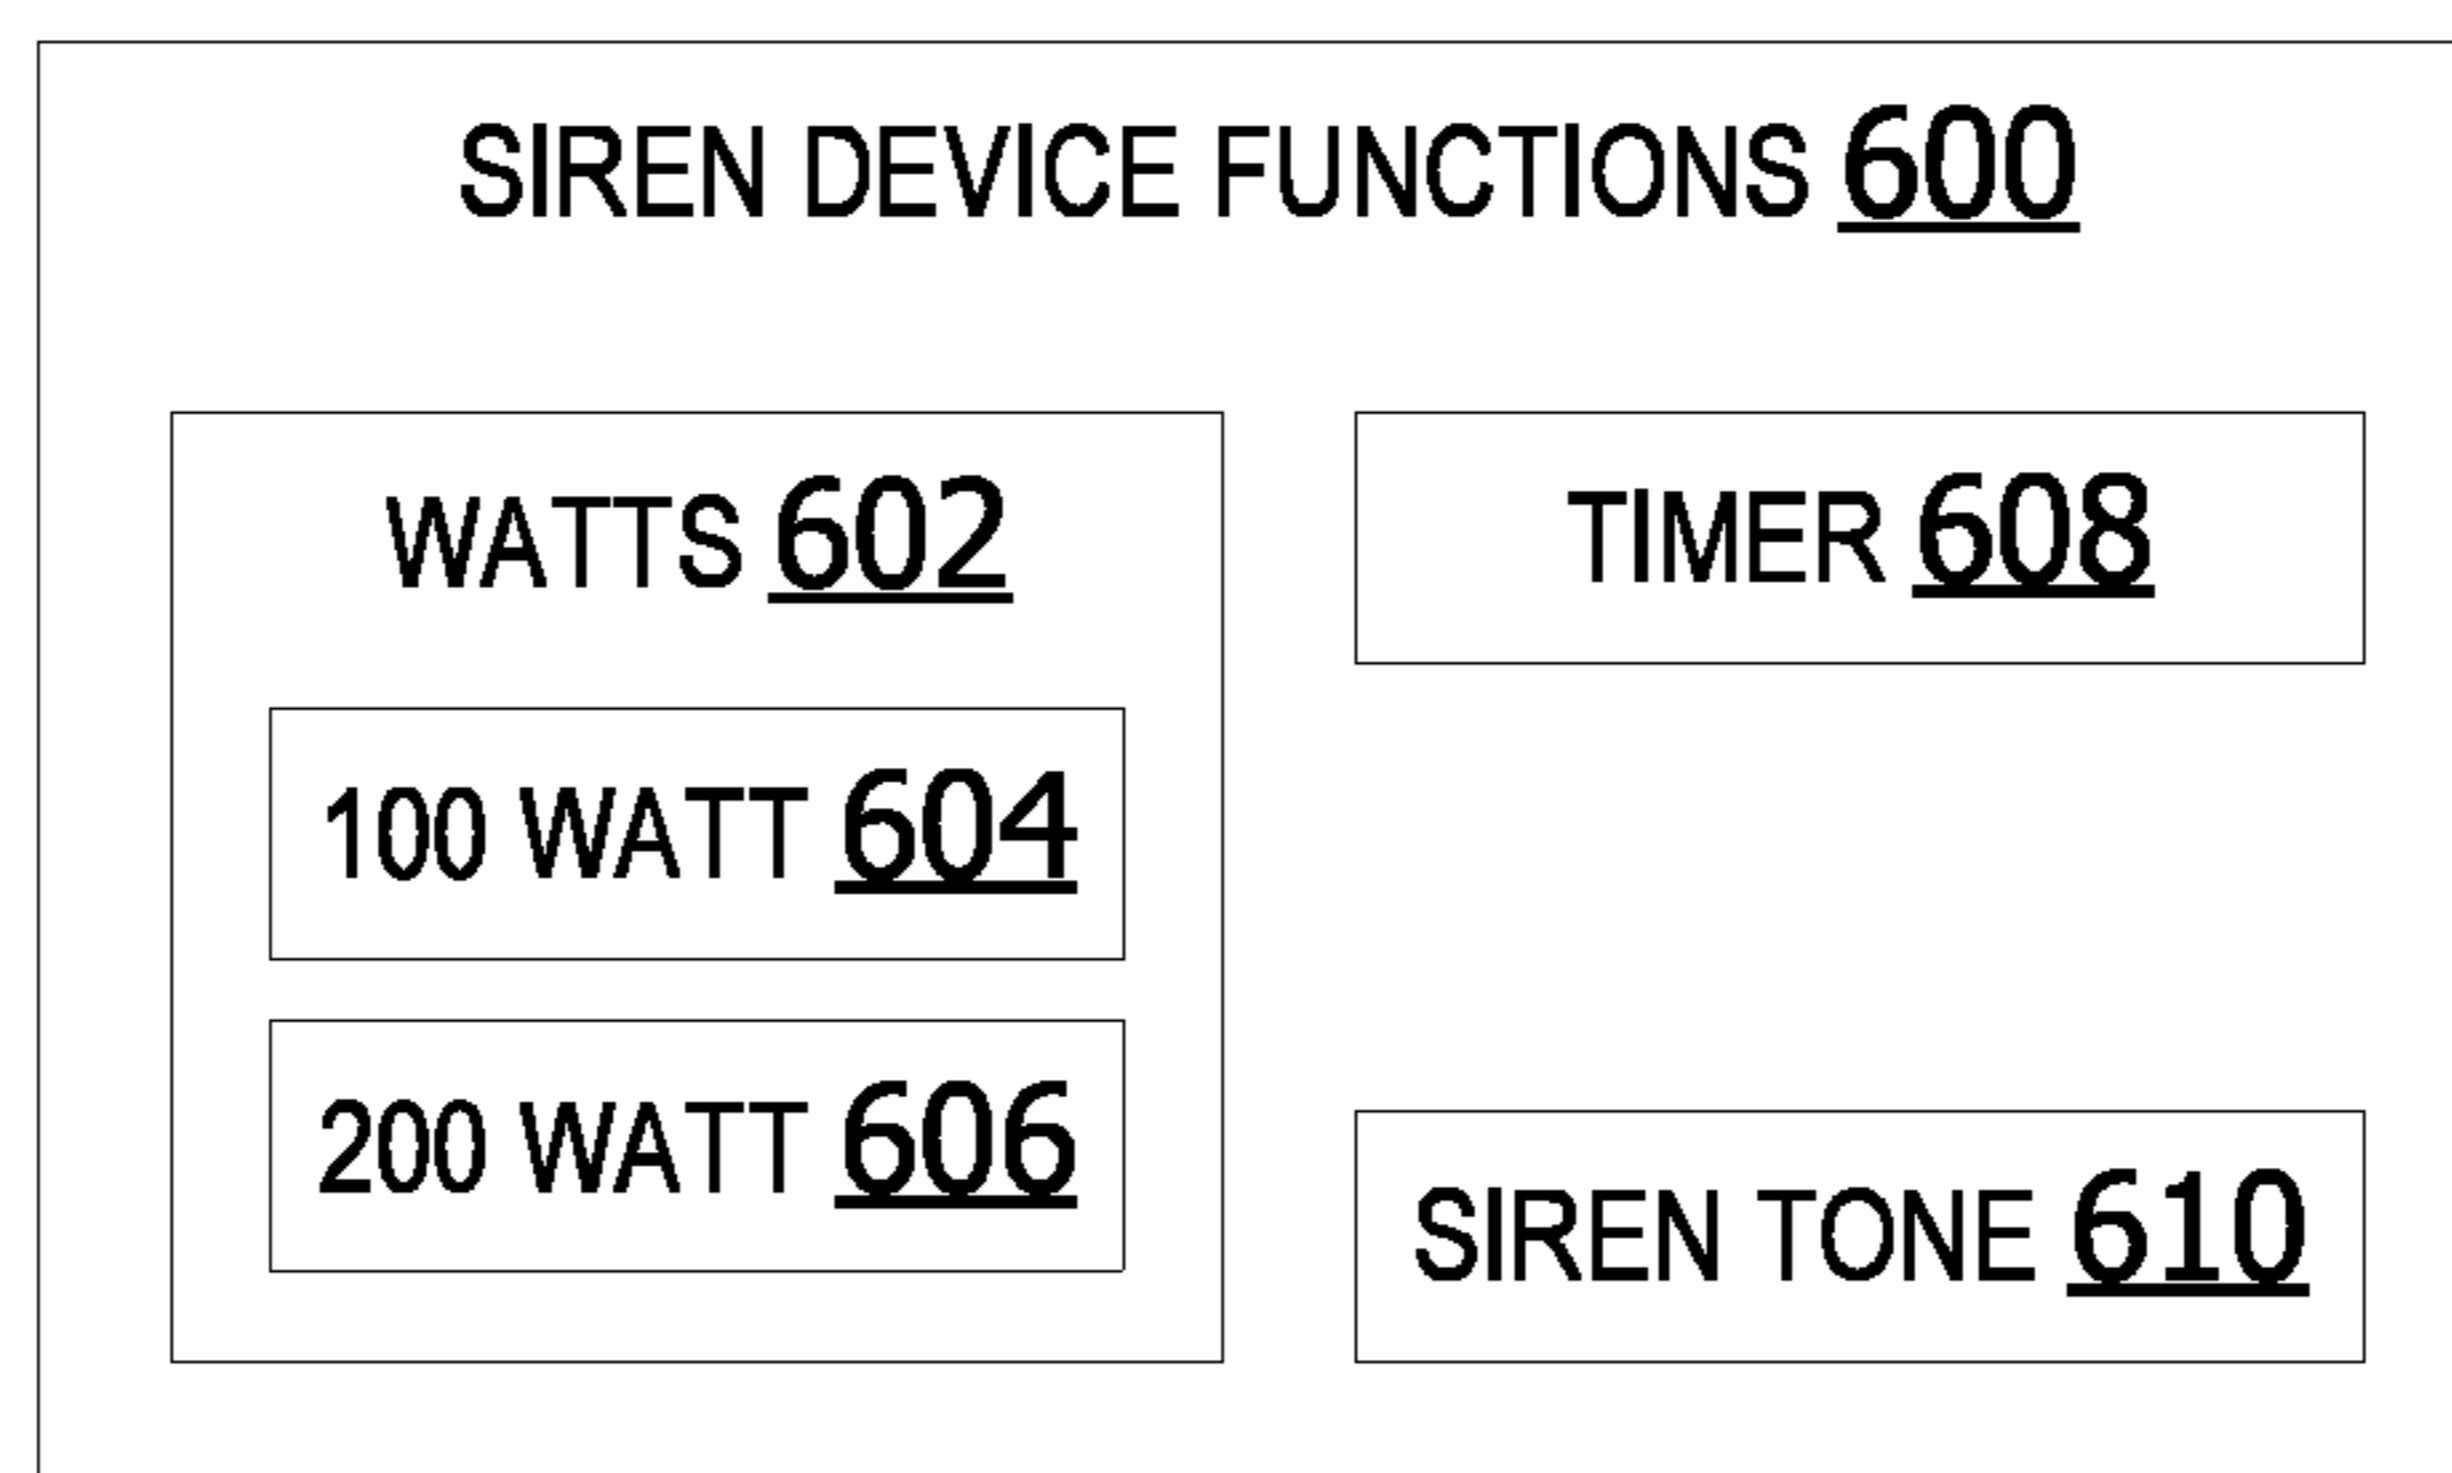 SIREN DEVICE FUNCTIONS 600
WATTS 602
100 WATT 604
200 WATT 606
TIMER 608
SIREN TONE 610